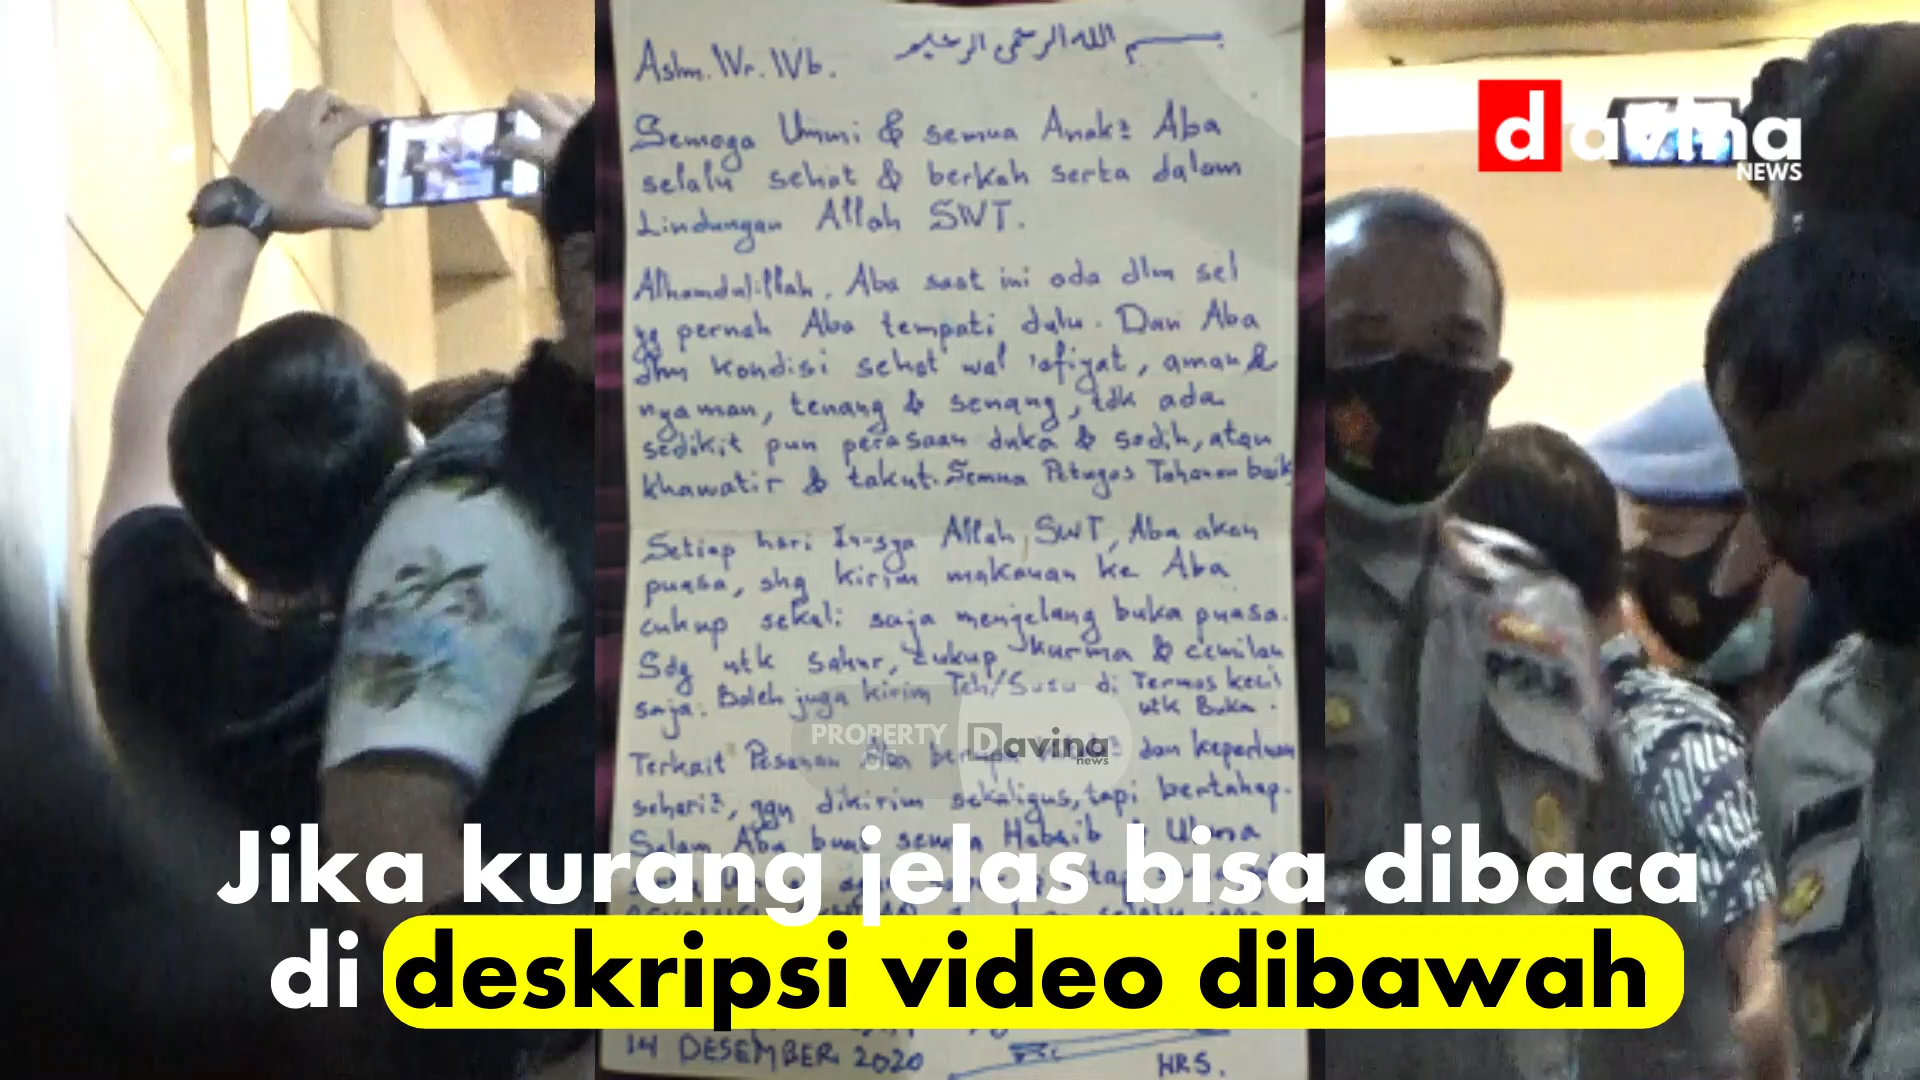 بسم الله الرحمن الرحيم
Aslm. Wr. Wb.
Semoga Ummi & semua Anak² Aba
selalu sehat & berkah serta dalam
Lindungan Allah SWT.
Alhamdulillah, Aba saat ini ada dlm sel
yg pernah Aba tempati dulu. Dan Aba
dlm kondisi sehat wal 'afiyat, aman &
nyaman, tenang & senang, tdk ada
sedikit pun perasaan duka & sedih, atau
khawatir & takut. Semua Petugas Tahanan baik
Setiap hari In-sya Allah SWT, Aba akan
puasa, shg kirim makanan ke Aba
cukup sekali saja menjelang buka puasa.
Sdg utk Sahur, cukup Kurma & cemilan
saja. Boleh juga kirim Teh/Susu di Termos kecil
utk Buka.
Terkait Pesanan Aba berupa dan keperluan
sehari², ggn dikirim sekaligus, tapi bertahap.
Salam Aba buat semua Habaib & Ulama
14 DESEMBER 2020
HRS.
davina
NEWS
PROPERTY
OF
Davina
news
Jika kurang jelas bisa dibaca
di deskripsi video dibawah